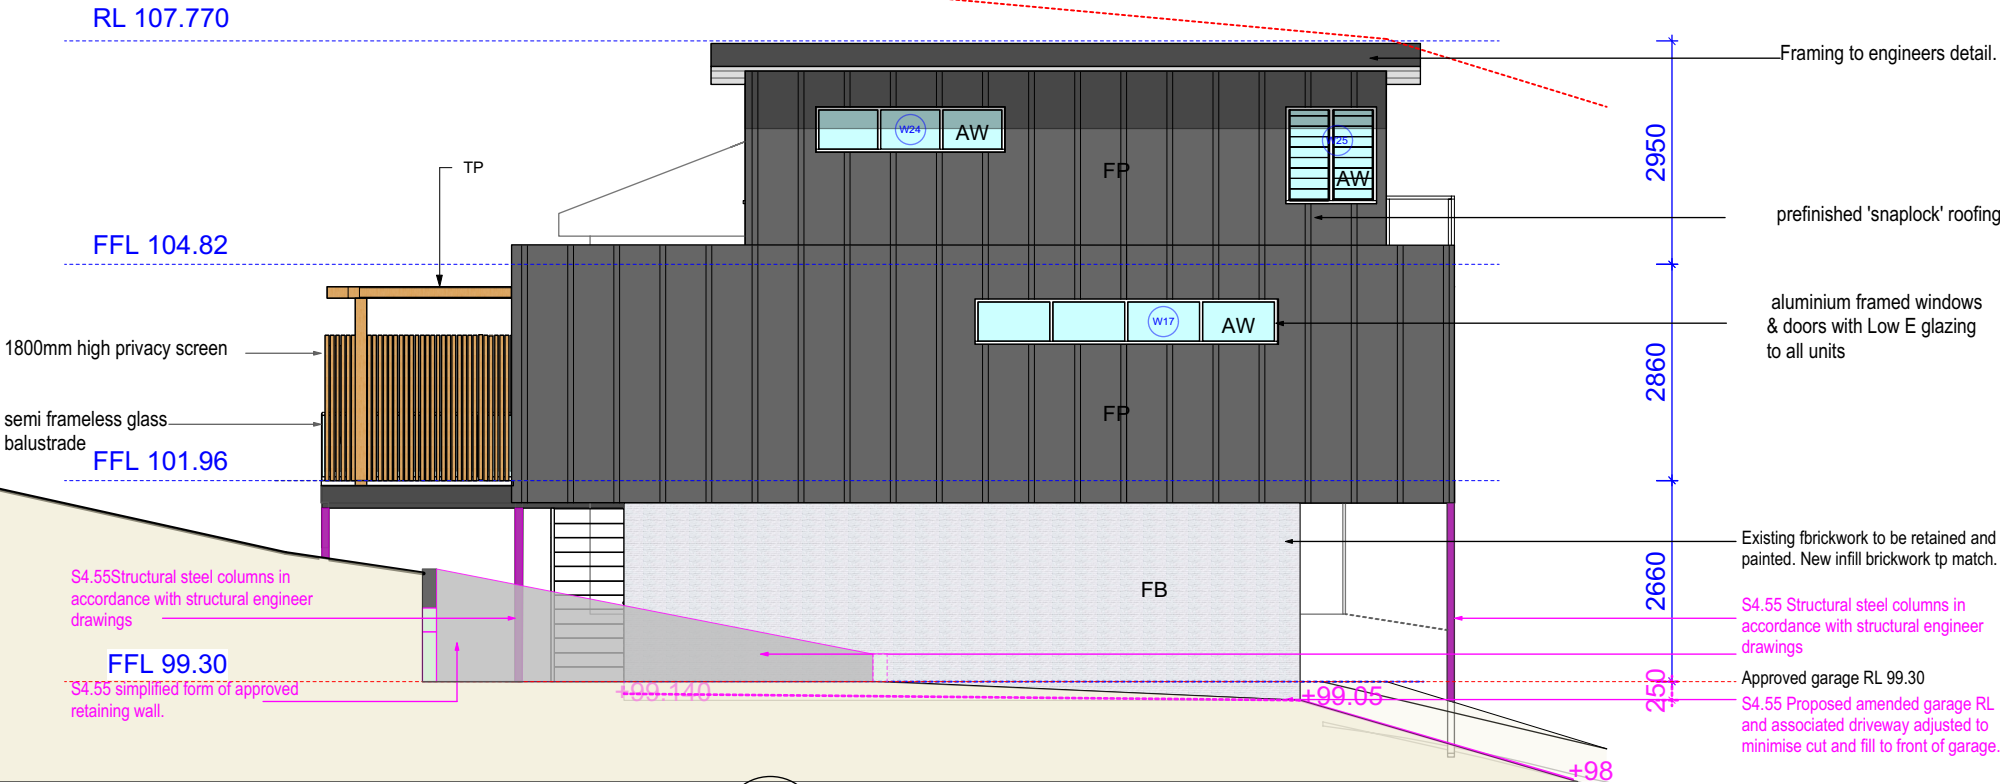 RL 107.770
Framing to engineers detail.
W24
AW
W25
AW
2950
TP
FP
prefinished 'snaplock' roofing
FFL 104.82
aluminium framed windows
& doors with Low E glazing
to all units
W17
AW
1800mm high privacy screen
2860
semi frameless glass
balustrade
FP
FFL 101.96
Existing fbrickwork to be retained and
painted. New infill brickwork tp match.
S4.55Structural steel columns in
accordance with structural engineer
drawings
FB
2660
S4.55 Structural steel columns in
accordance with structural engineer
drawings
FFL 99.30
Approved garage RL 99.30
S4.55 simplified form of approved
retaining wall.
+99.140
+99.05
250
S4.55 Proposed amended garage RL
and associated driveway adjusted to
minimise cut and fill to front of garage.
+98